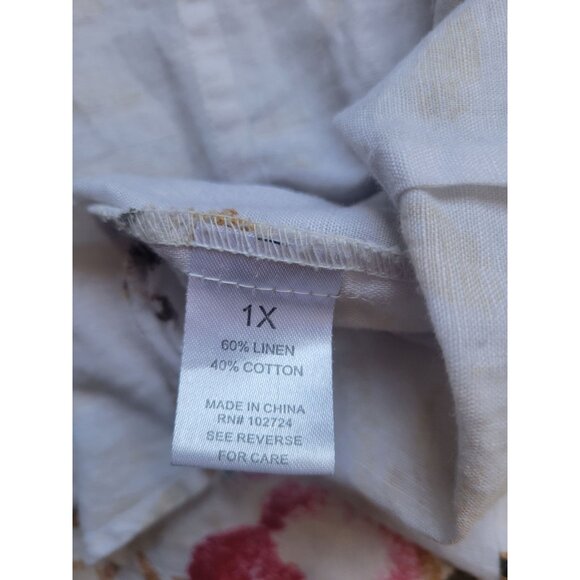 1X
60% LINEN
40% COTTON
MADE IN CHINA
RN# 102724
SEE REVERSE
FOR CARE